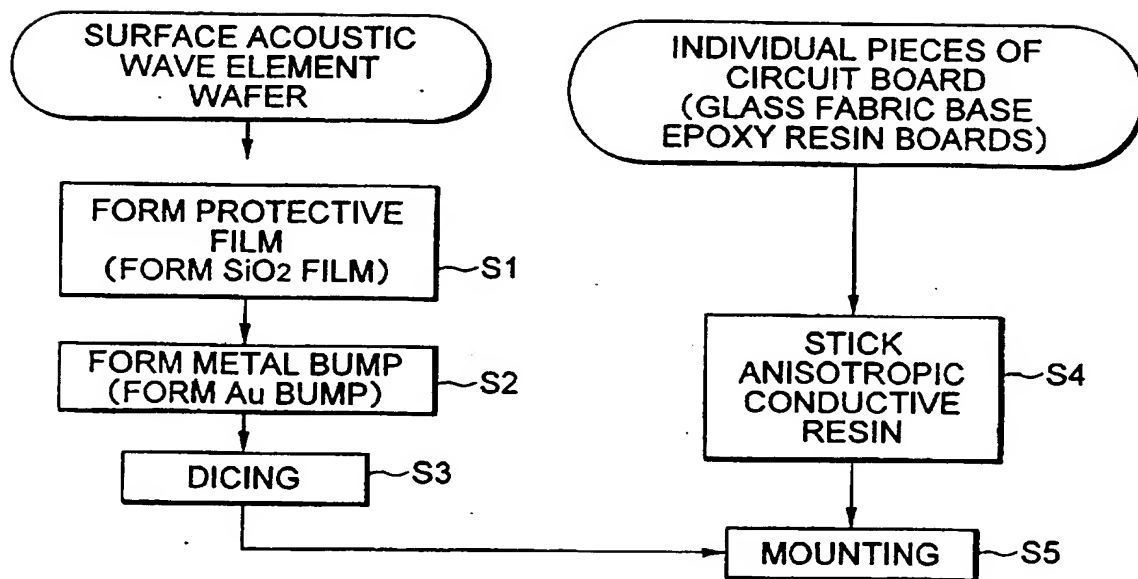 SURFACE ACOUSTIC
WAVE ELEMENT
WAFER
FORM PROTECTIVE
FILM
(FORM SiO2 FILM)
S1
FORM METAL BUMP
(FORM Au BUMP)
S2
DICING
S3
INDIVIDUAL PIECES OF
CIRCUIT BOARD
(GLASS FABRIC BASE
EPOXY RESIN BOARDS)
STICK
ANISOTROPIC
CONDUCTIVE
RESIN
S4
MOUNTING
S5